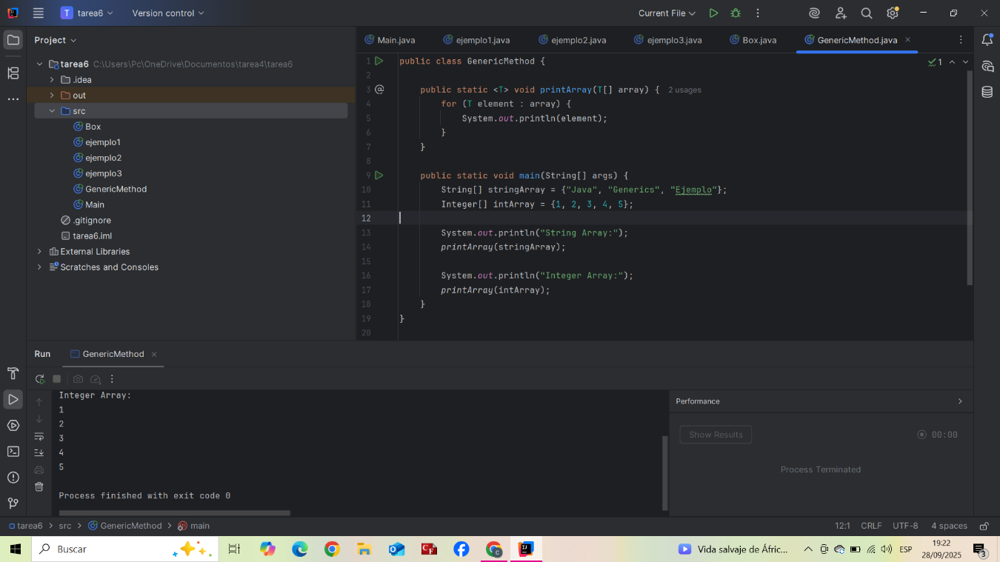 tarea6
Version control
Current File
Project
tarea6 C:\Users\Pc\OneDrive\Documentos\tarea4\tarea6
.idea
out
src
Box
ejemplo1
ejemplo2
ejemplo3
GenericMethod
Main
.gitignore
tarea6.iml
External Libraries
Scratches and Consoles
Main.java ejemplo1.java ejemplo2.java ejemplo3.java Box.java GenericMethod.java
1 public class GenericMethod {
1
2
3 public static <T> void printArray(T[] array) { 2 usages
4 for (T element : array) {
5 System.out.println(element);
6 }
7 }
8
9 public static void main(String[] args) {
10 String[] stringArray = {"Java", "Generics", "Ejemplo"};
11 Integer[] intArray = {1, 2, 3, 4, 5};
12
13 System.out.println("String Array:");
14 printArray(stringArray);
15
16 System.out.println("Integer Array:");
17 printArray(intArray);
18 }
19 }
20
Run GenericMethod
Integer Array:
1
2
3
4
5
Process finished with exit code 0
Performance
Show Results 00:00
Process Terminated
tarea6 > src > GenericMethod > main
12:1 CRLF UTF-8 4 spaces
Buscar
Vida salvaje de Áfric...
ESP
19:22
28/09/2025
3